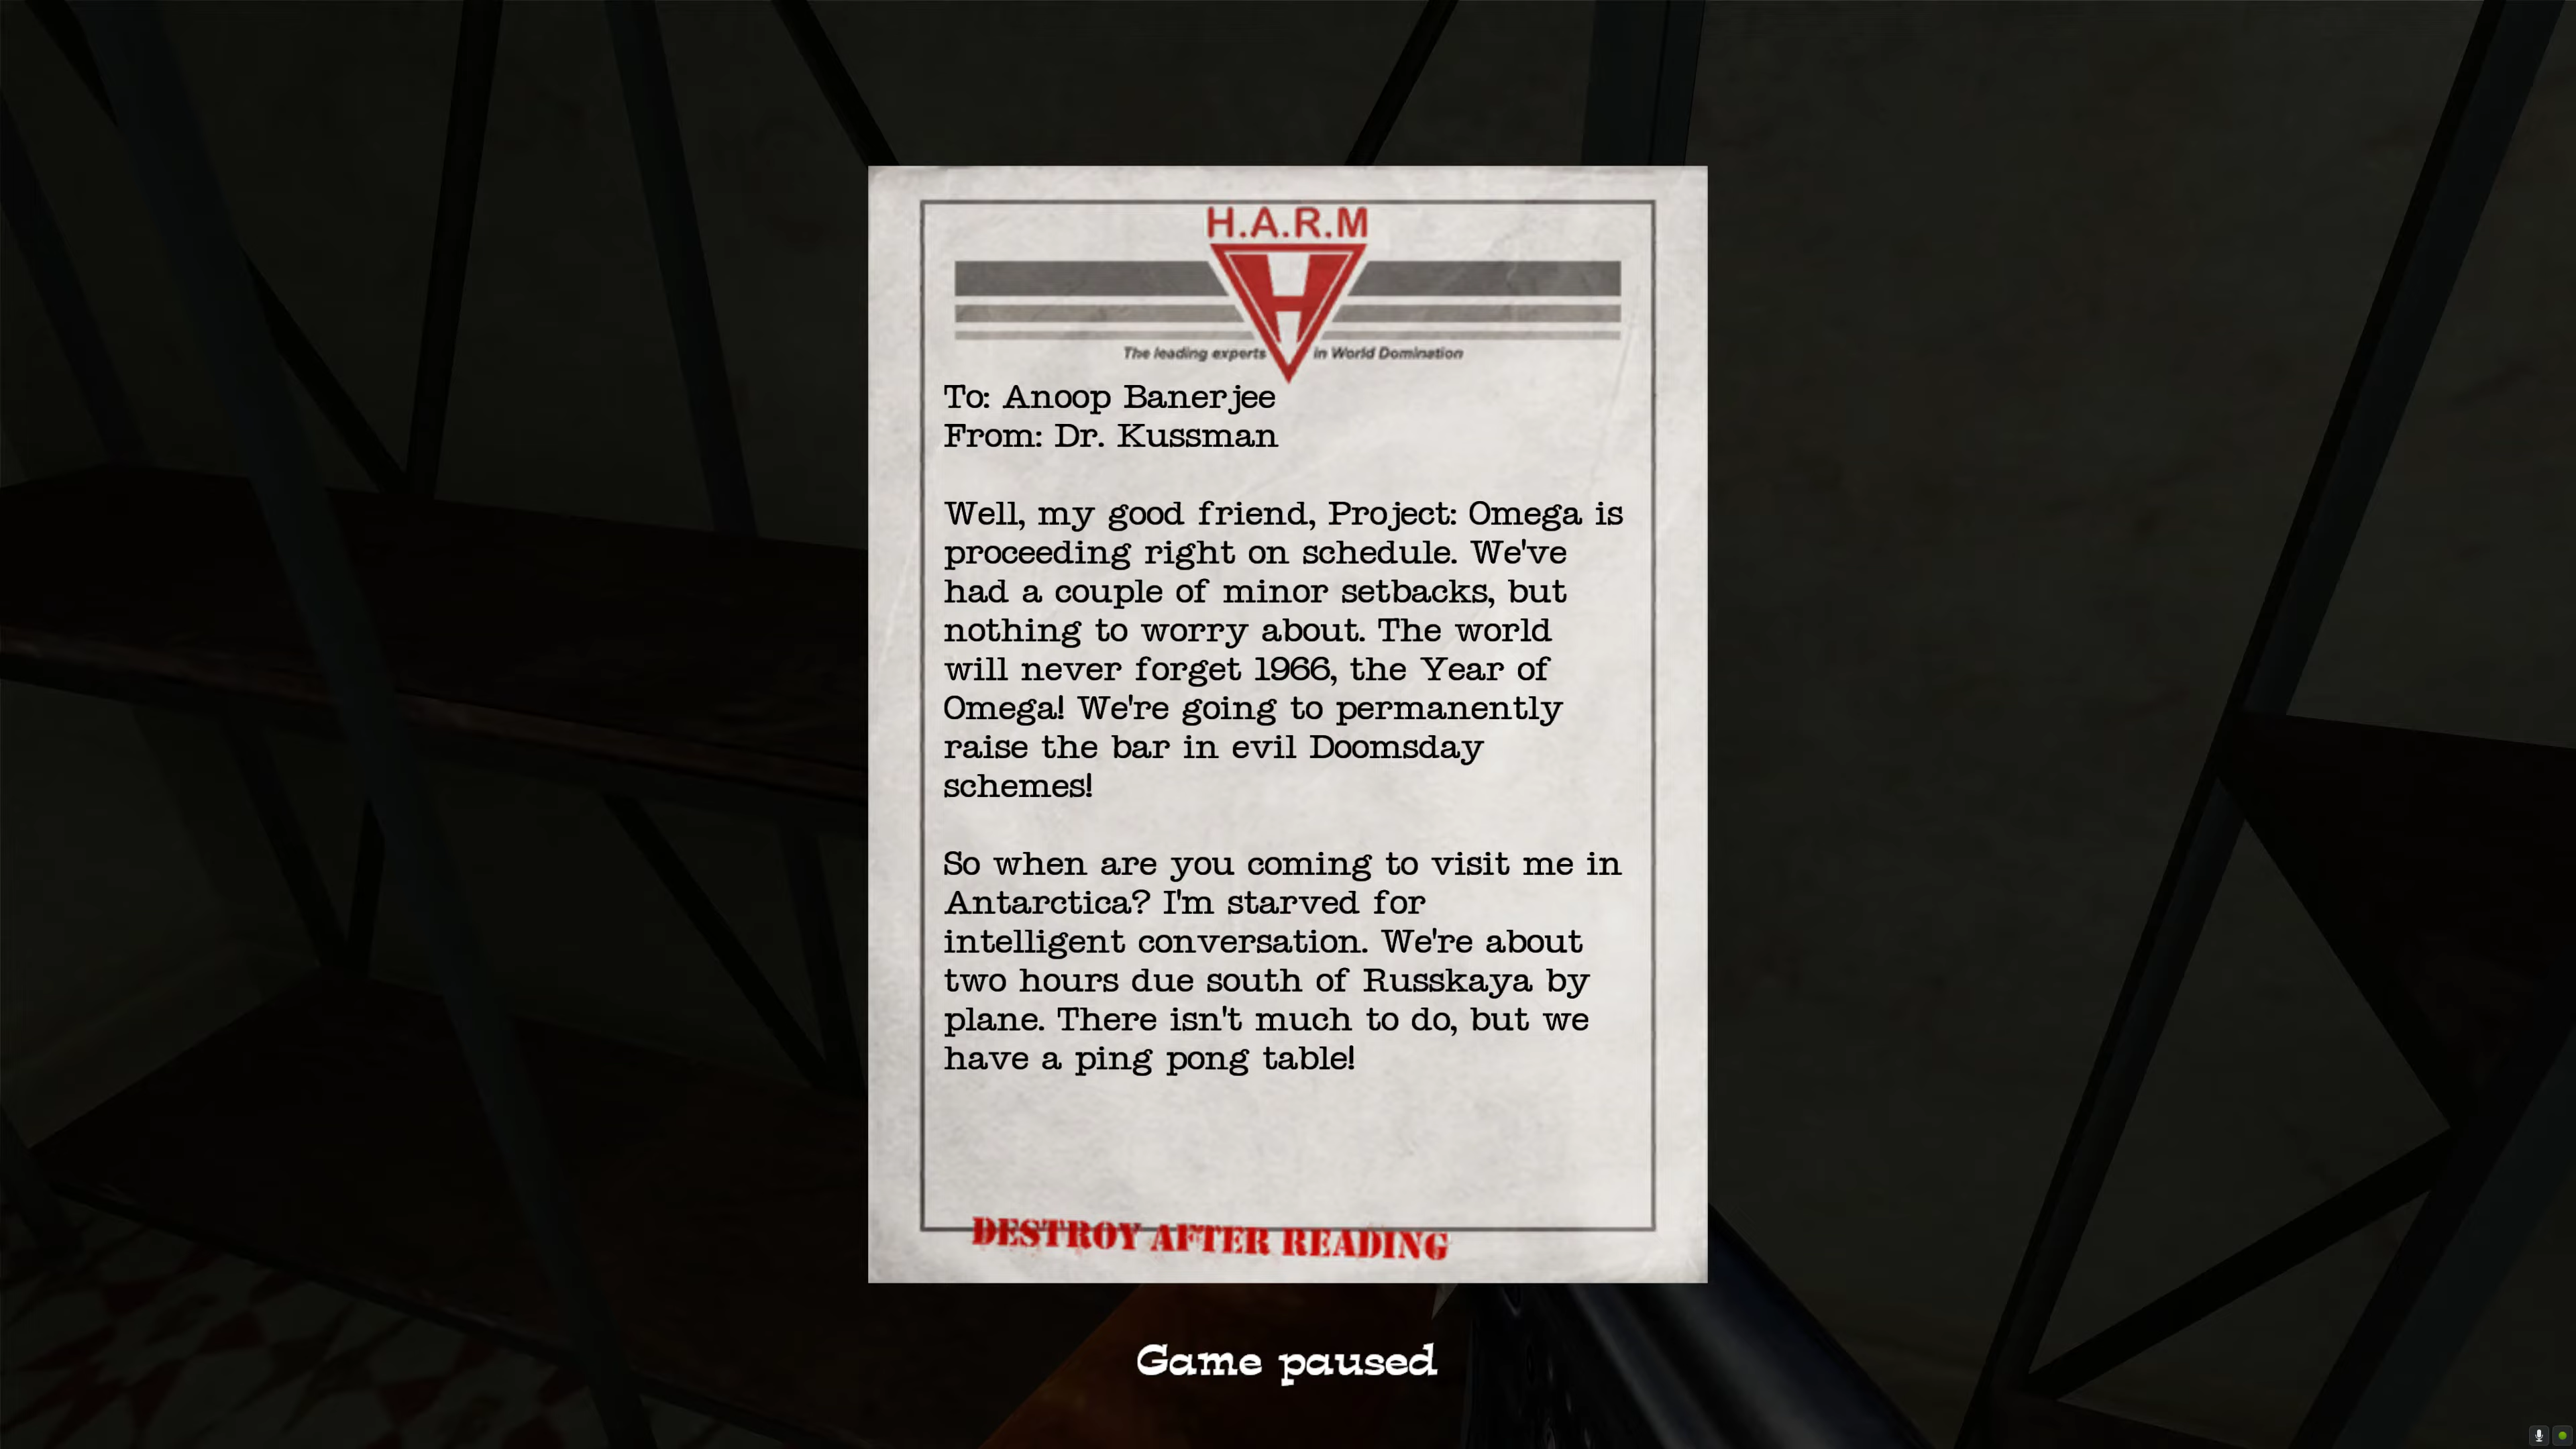 H.A.R.M
H
The leading experts in World Domination
To: Anoop Banerjee
From: Dr. Kussman
Well, my good friend, Project: Omega is
proceeding right on schedule. We've
had a couple of minor setbacks, but
nothing to worry about. The world
will never forget 1966, the Year of
Omega! We're going to permanently
raise the bar in evil Doomsday
schemes!
So when are you coming to visit me in
Antarctica? I'm starved for
intelligent conversation. We're about
two hours due south of Russkaya by
plane. There isn't much to do, but we
have a ping pong table!
DESTROY AFTER READING
Game paused